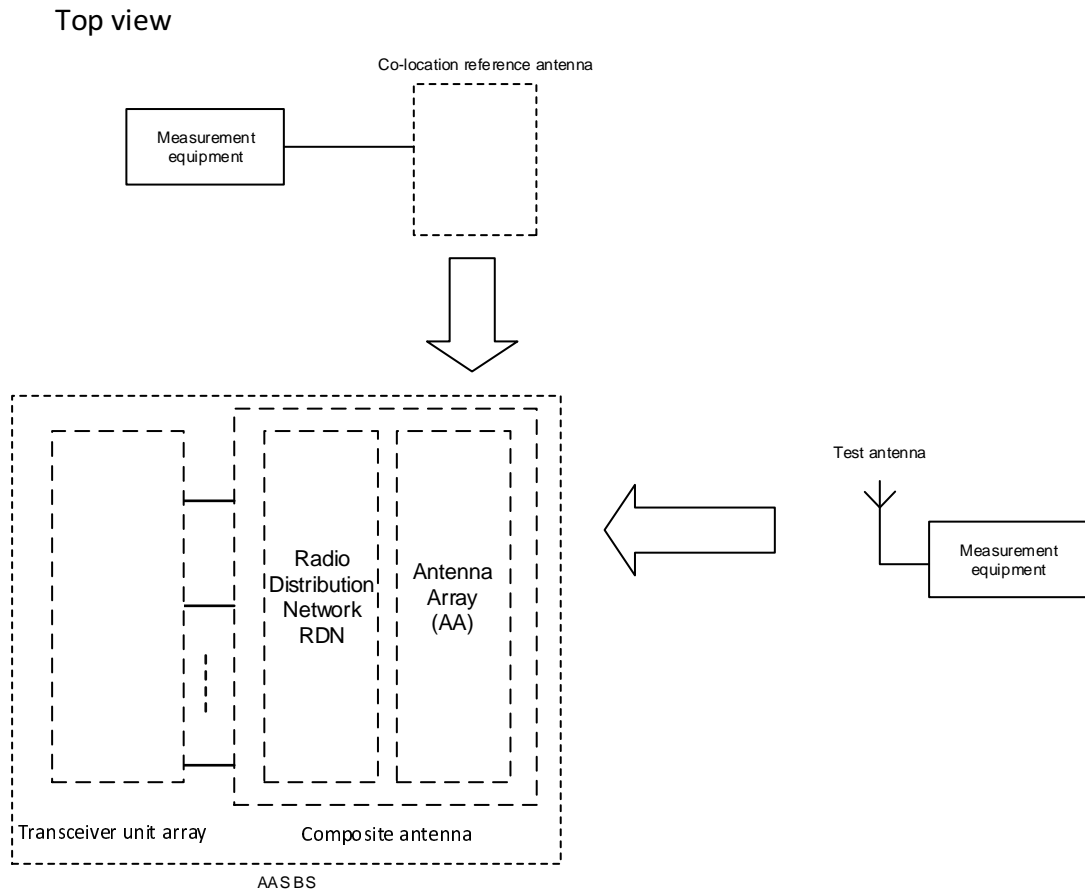 Top view
Co-location reference antenna
Measurement
equipment
Test antenna
Measurement
equipment
Radio
Distribution
Network
RDN
Antenna
Array
(AA)
Transceiver unit array
Composite antenna
AAS BS